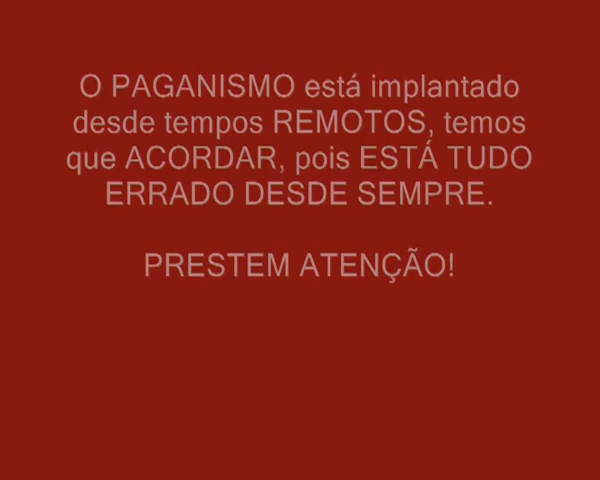 O PAGANISMO está implantado
desde tempos REMOTOS, temos
que ACORDAR, pois ESTÁ TUDO
ERRADO DESDE SEMPRE.
PRESTEM ATENÇÃO!